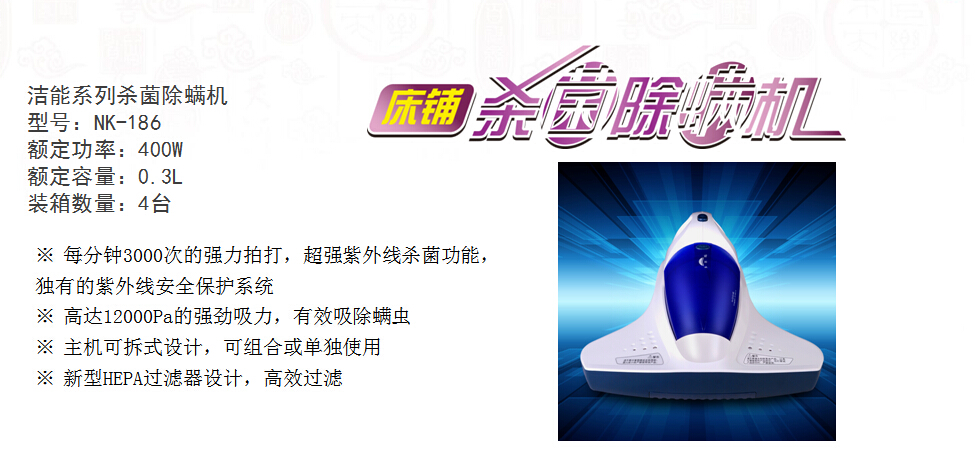 洁能系列杀菌除螨机
型号：NK-186
额定功率：400W
额定容量：0.3L
装箱数量：4台
床铺 杀菌除螨机
※ 每分钟3000次的强力拍打，超强紫外线杀菌功能，
独有的紫外线安全保护系统
※ 高达12000Pa的强劲吸力，有效吸除螨虫
※ 主机可拆式设计，可组合或单独使用
※ 新型HEPA过滤器设计，高效过滤